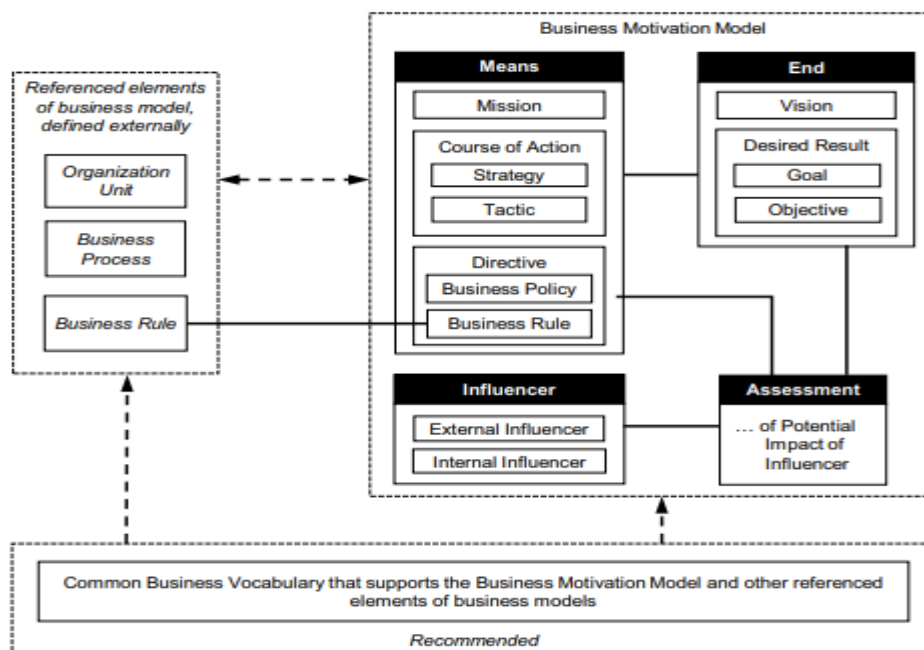 Business Motivation Model
Referenced elements
of business model,
defined externally
Organization
Unit
Business
Process
Business Rule
Means
Mission
Course of Action
Strategy
Tactic
Directive
Business Policy
Business Rule
End
Vision
Desired Result
Goal
Objective
Influencer
External Influencer
Internal Influencer
Assessment
... of Potential
Impact of
Influencer
Common Business Vocabulary that supports the Business Motivation Model and other referenced
elements of business models
Recommended